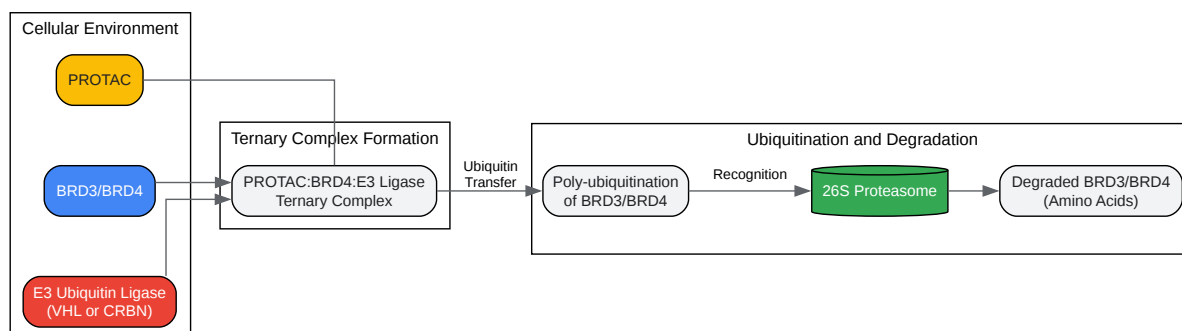 Cellular Environment
PROTAC
BRD3/BRD4
E3 Ubiquitin Ligase
(VHL or CRBN)
Ternary Complex Formation
PROTAC:BRD4:E3 Ligase
Ternary Complex
Ubiquitin
Transfer
Ubiquitination and Degradation
Poly-ubiquitination
of BRD3/BRD4
Recognition
26S Proteasome
Degraded BRD3/BRD4
(Amino Acids)